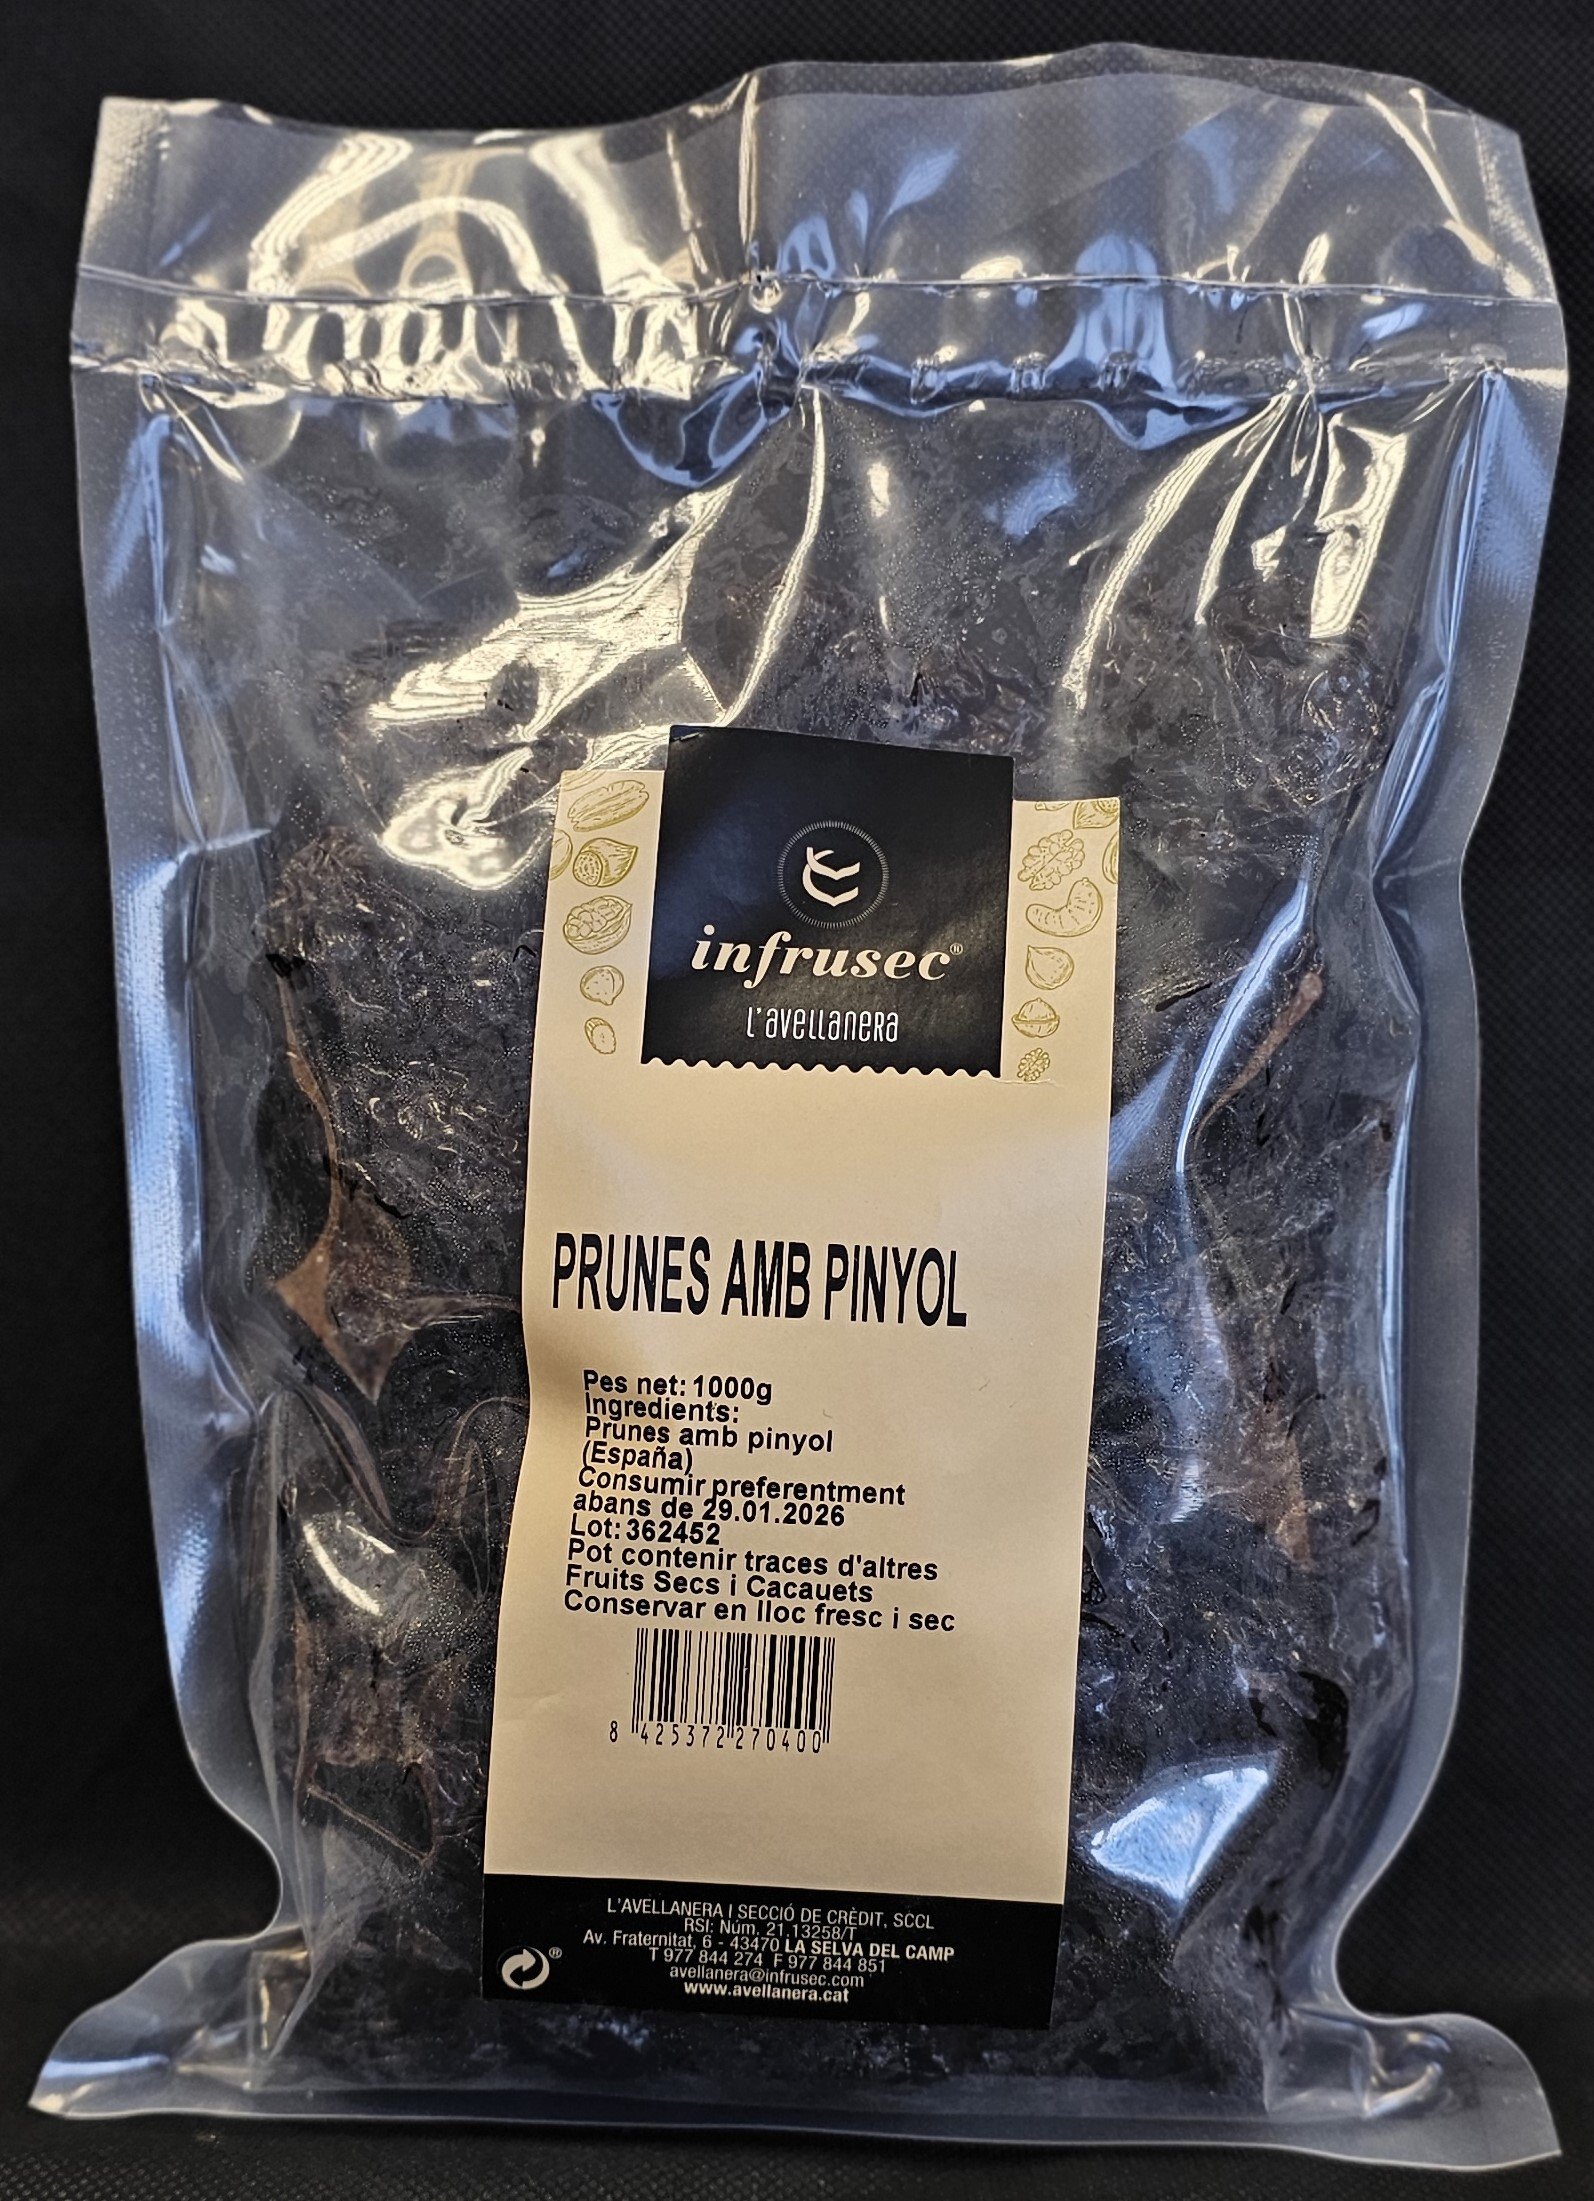 infrusec®
L'avellanera
PRUNES AMB PINYOL
Pes net: 1000g
Ingredients:
Prunes amb pinyol
(España)
Consumir preferentment
abans de 29.01.2026
Lot: 362452
Pot contenir traces d'altres
Fruits Secs i Cacauets
Conservar en lloc fresc i sec
8 425372 270400
L'AVELLANERA I SECCIÓ DE CRÈDIT, SCCL
RSI: Núm. 21.13258/T
Av. Fraternitat, 6 - 43470 LA SELVA DEL CAMP
T 977 844 274 F 977 844 851
avellanera@infrusec.com
www.avellanera.cat
®